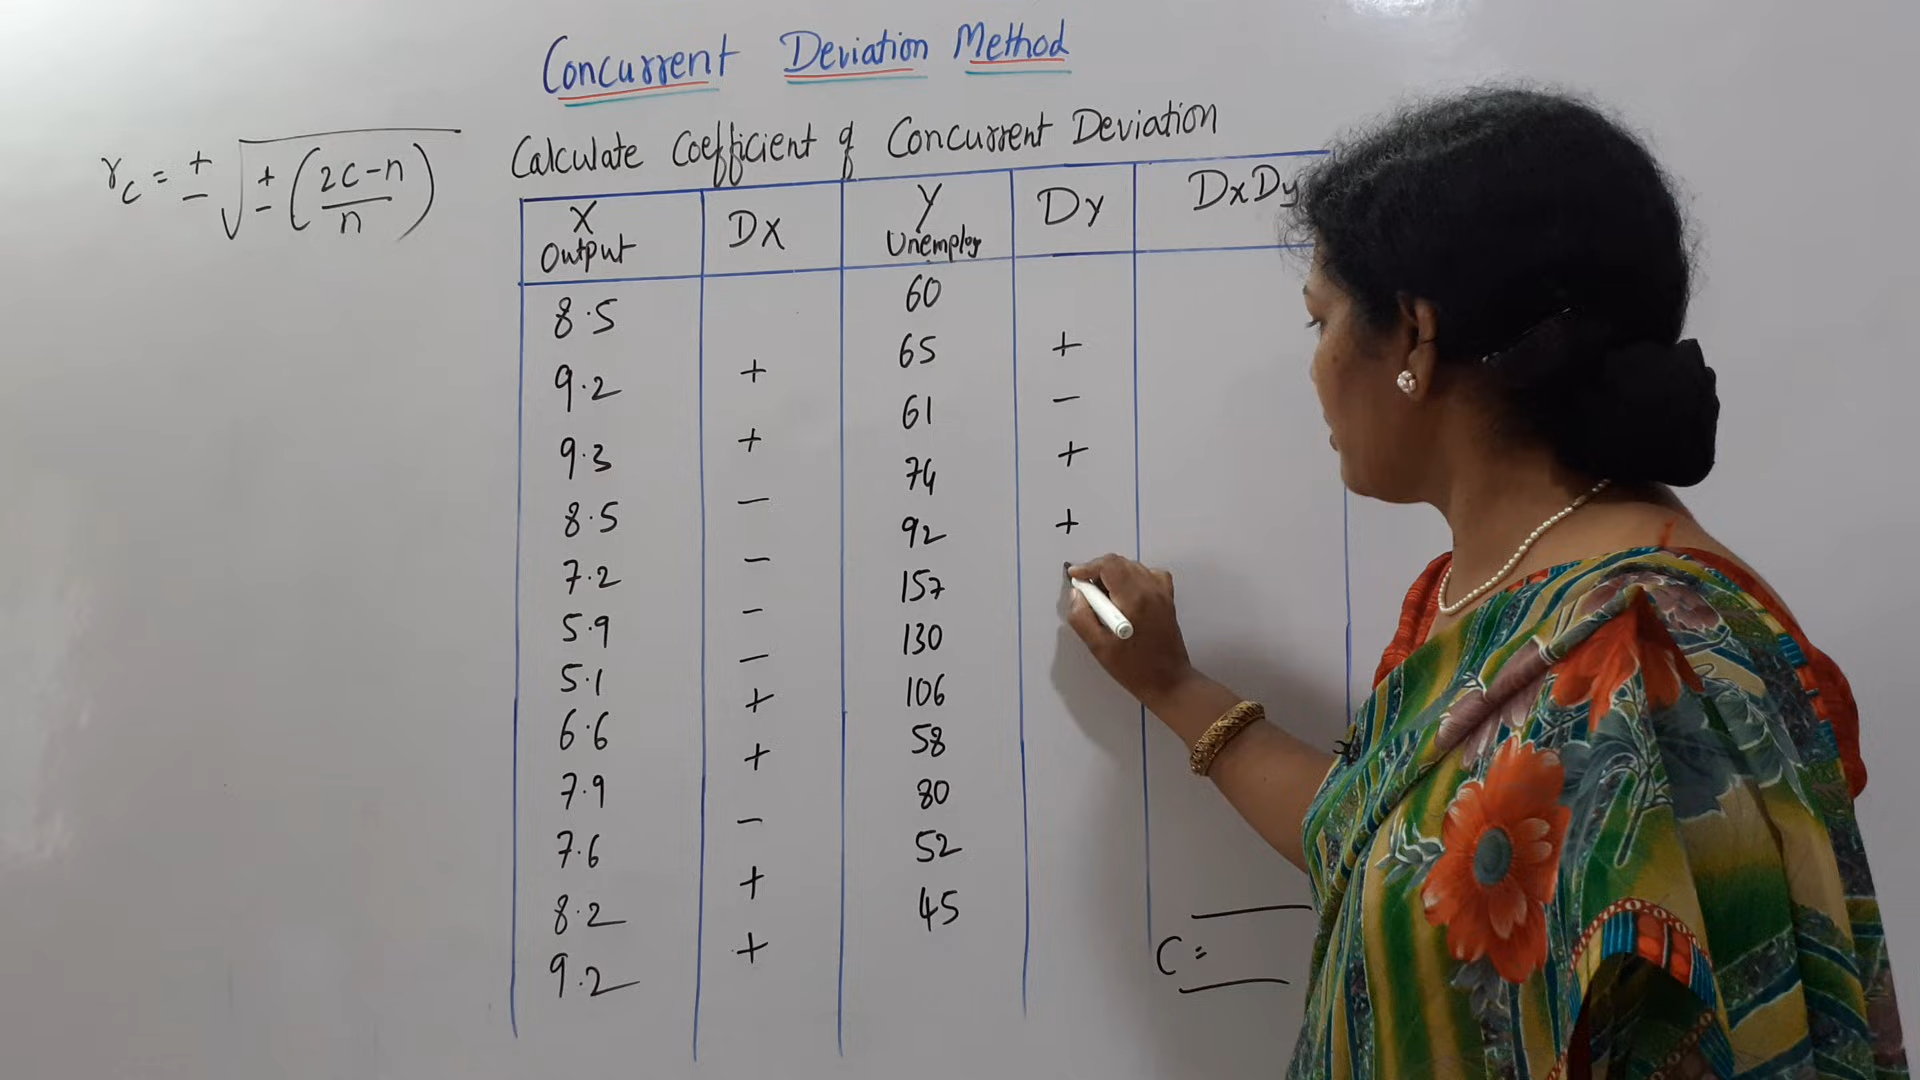 Concurrent Deviation Method
Calculate Coefficient of Concurrent Deviation
r_c = ± √±(2c-n/n)
X Output DX Y Unemploy Dy DxDy
8.5 60
9.2 + 65 +
9.3 + 61 −
8.5 − 74 +
7.2 − 92 +
5.9 − 157
5.1 − 130
6.6 + 106
7.9 + 58
7.6 − 80
8.2 + 52
9.2 + 45
C =